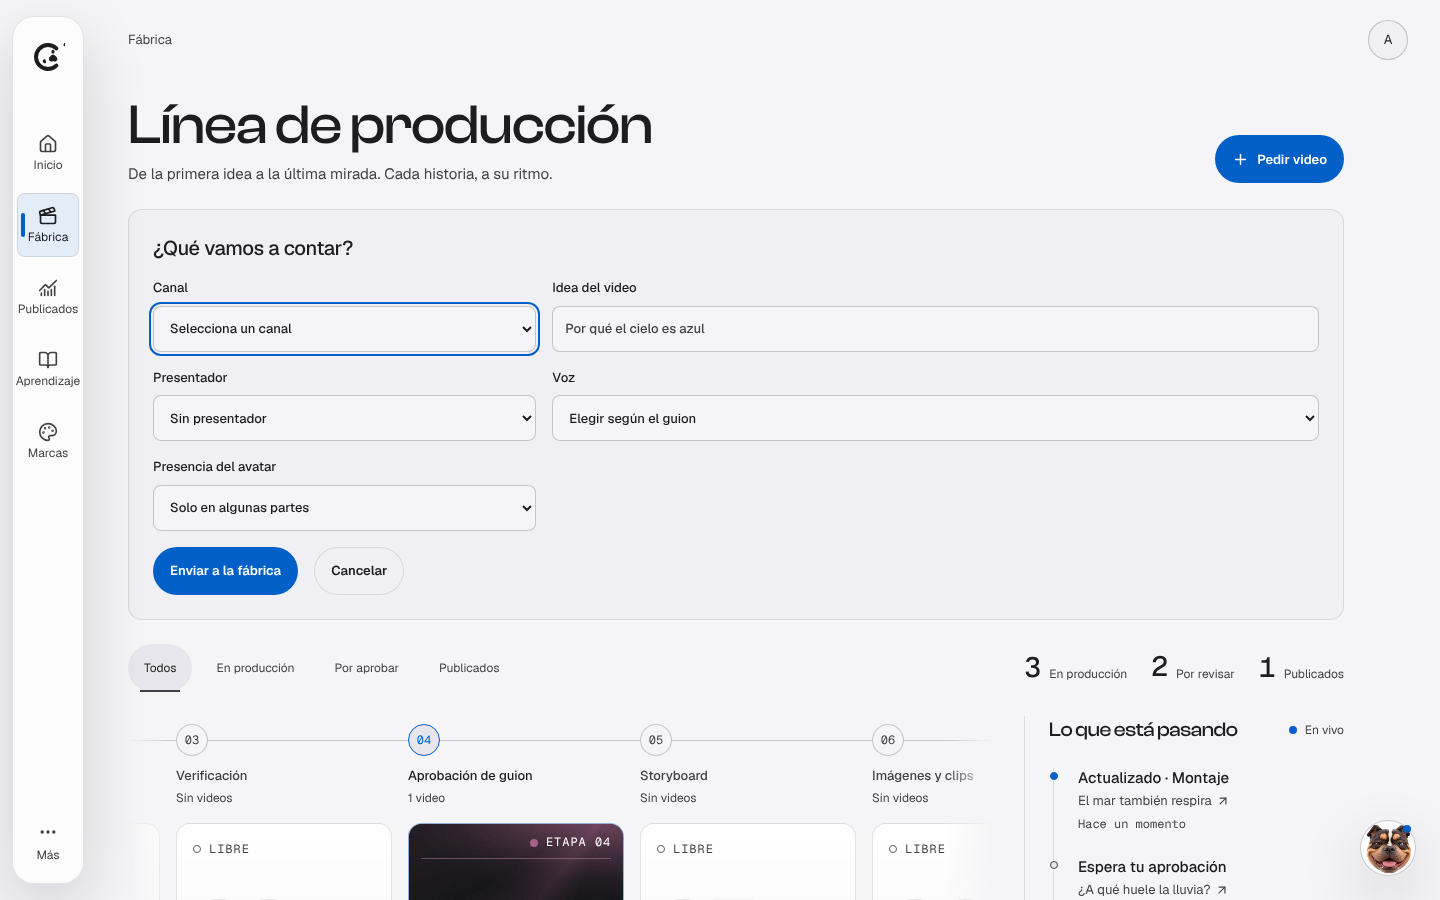 Fábrica
A
Inicio
Fábrica
Publicados
Aprendizaje
Marcas
Más
Línea de producción
De la primera idea a la última mirada. Cada historia, a su ritmo.
Pedir video
¿Qué vamos a contar?
Canal
Idea del video
Selecciona un canal
Por qué el cielo es azul
Presentador
Voz
Sin presentador
Elegir según el guion
Presencia del avatar
Solo en algunas partes
Enviar a la fábrica
Cancelar
Todos
En producción
Por aprobar
Publicados
3 En producción
2 Por revisar
1 Publicados
03
Verificación
Sin videos
LIBRE
04
Aprobación de guion
1 video
ETAPA 04
05
Storyboard
Sin videos
LIBRE
06
Imágenes y clips
Sin videos
LIBRE
Lo que está pasando
En vivo
Actualizado · Montaje
El mar también respira
Hace un momento
Espera tu aprobación
¿A qué huele la lluvia?